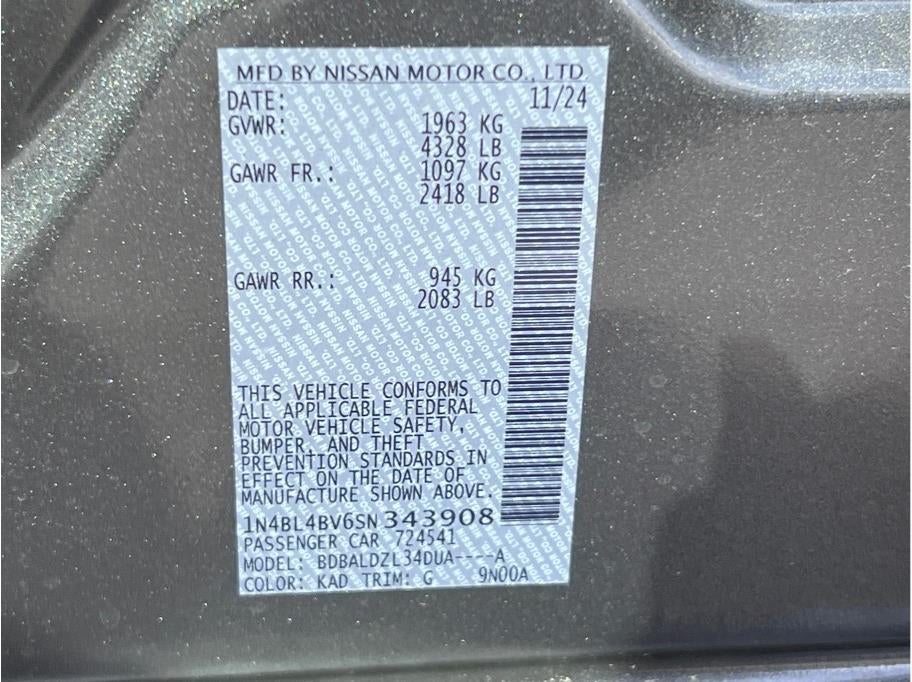 MFD BY NISSAN MOTOR CO., LTD
DATE: 11/24
GVWR: 1963 KG
4328 LB
GAWR FR.: 1097 KG
2418 LB
GAWR RR.: 945 KG
2083 LB
THIS VEHICLE CONFORMS TO
ALL APPLICABLE FEDERAL
MOTOR VEHICLE SAFETY,
BUMPER, AND THEFT
PREVENTION STANDARDS IN
EFFECT ON THE DATE OF
MANUFACTURE SHOWN ABOVE.
1N4BL4BV6SN343908
PASSENGER CAR 724541
MODEL: BDBALDZL34DUA----A
COLOR: KAD TRIM: G 9N00A